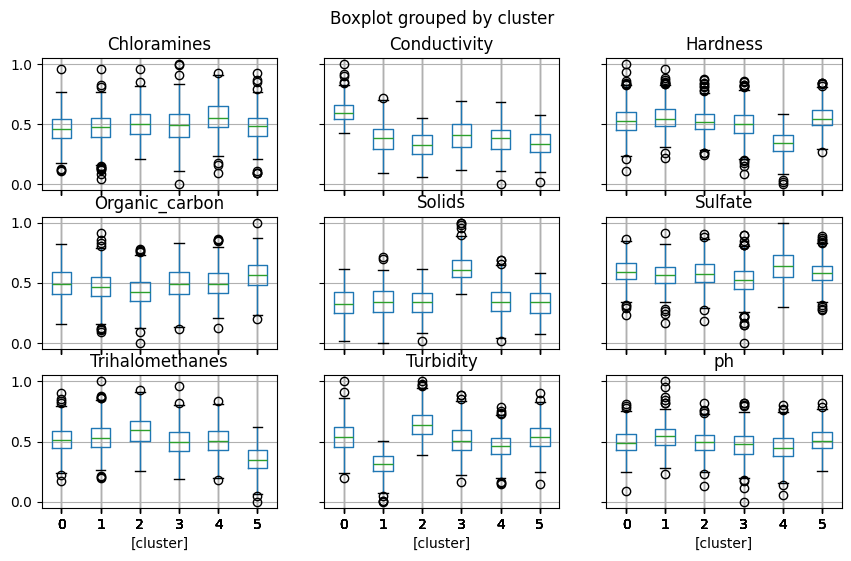 Boxplot grouped by cluster
Chloramines
Conductivity
Hardness
1.0
0.5
0.0
Organic_carbon
Solids
Sulfate
1.0
0.5
0.0
Trihalomethanes
Turbidity
ph
1.0
0.5
0.0
0 1 2 3 4 5
0 1 2 3 4 5
0 1 2 3 4 5
[cluster]
[cluster]
[cluster]